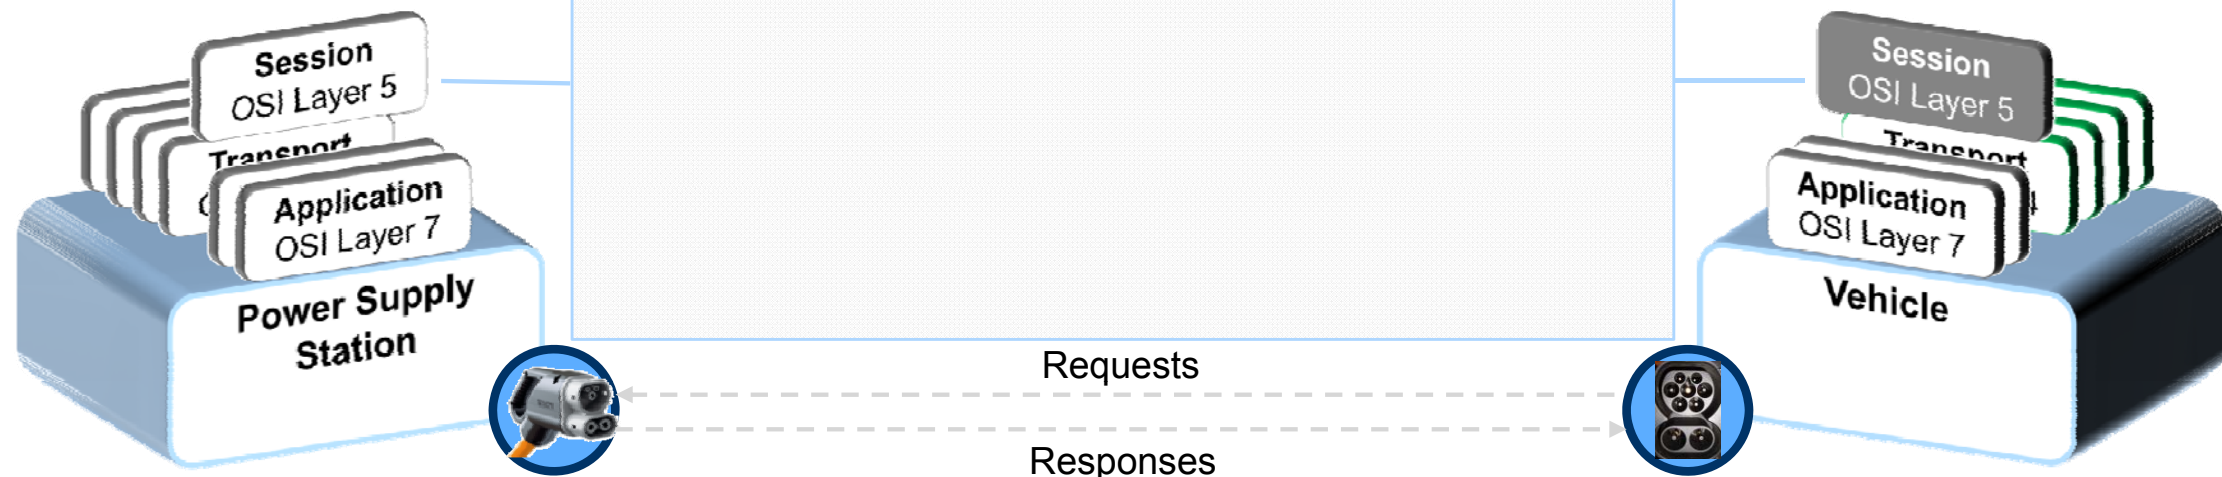 Session
OSI Layer 5
Transport
Application
OSI Layer 7
Power Supply
Station
Requests
Responses
Session
OSI Layer 5
Transport
Application
OSI Layer 7
Vehicle